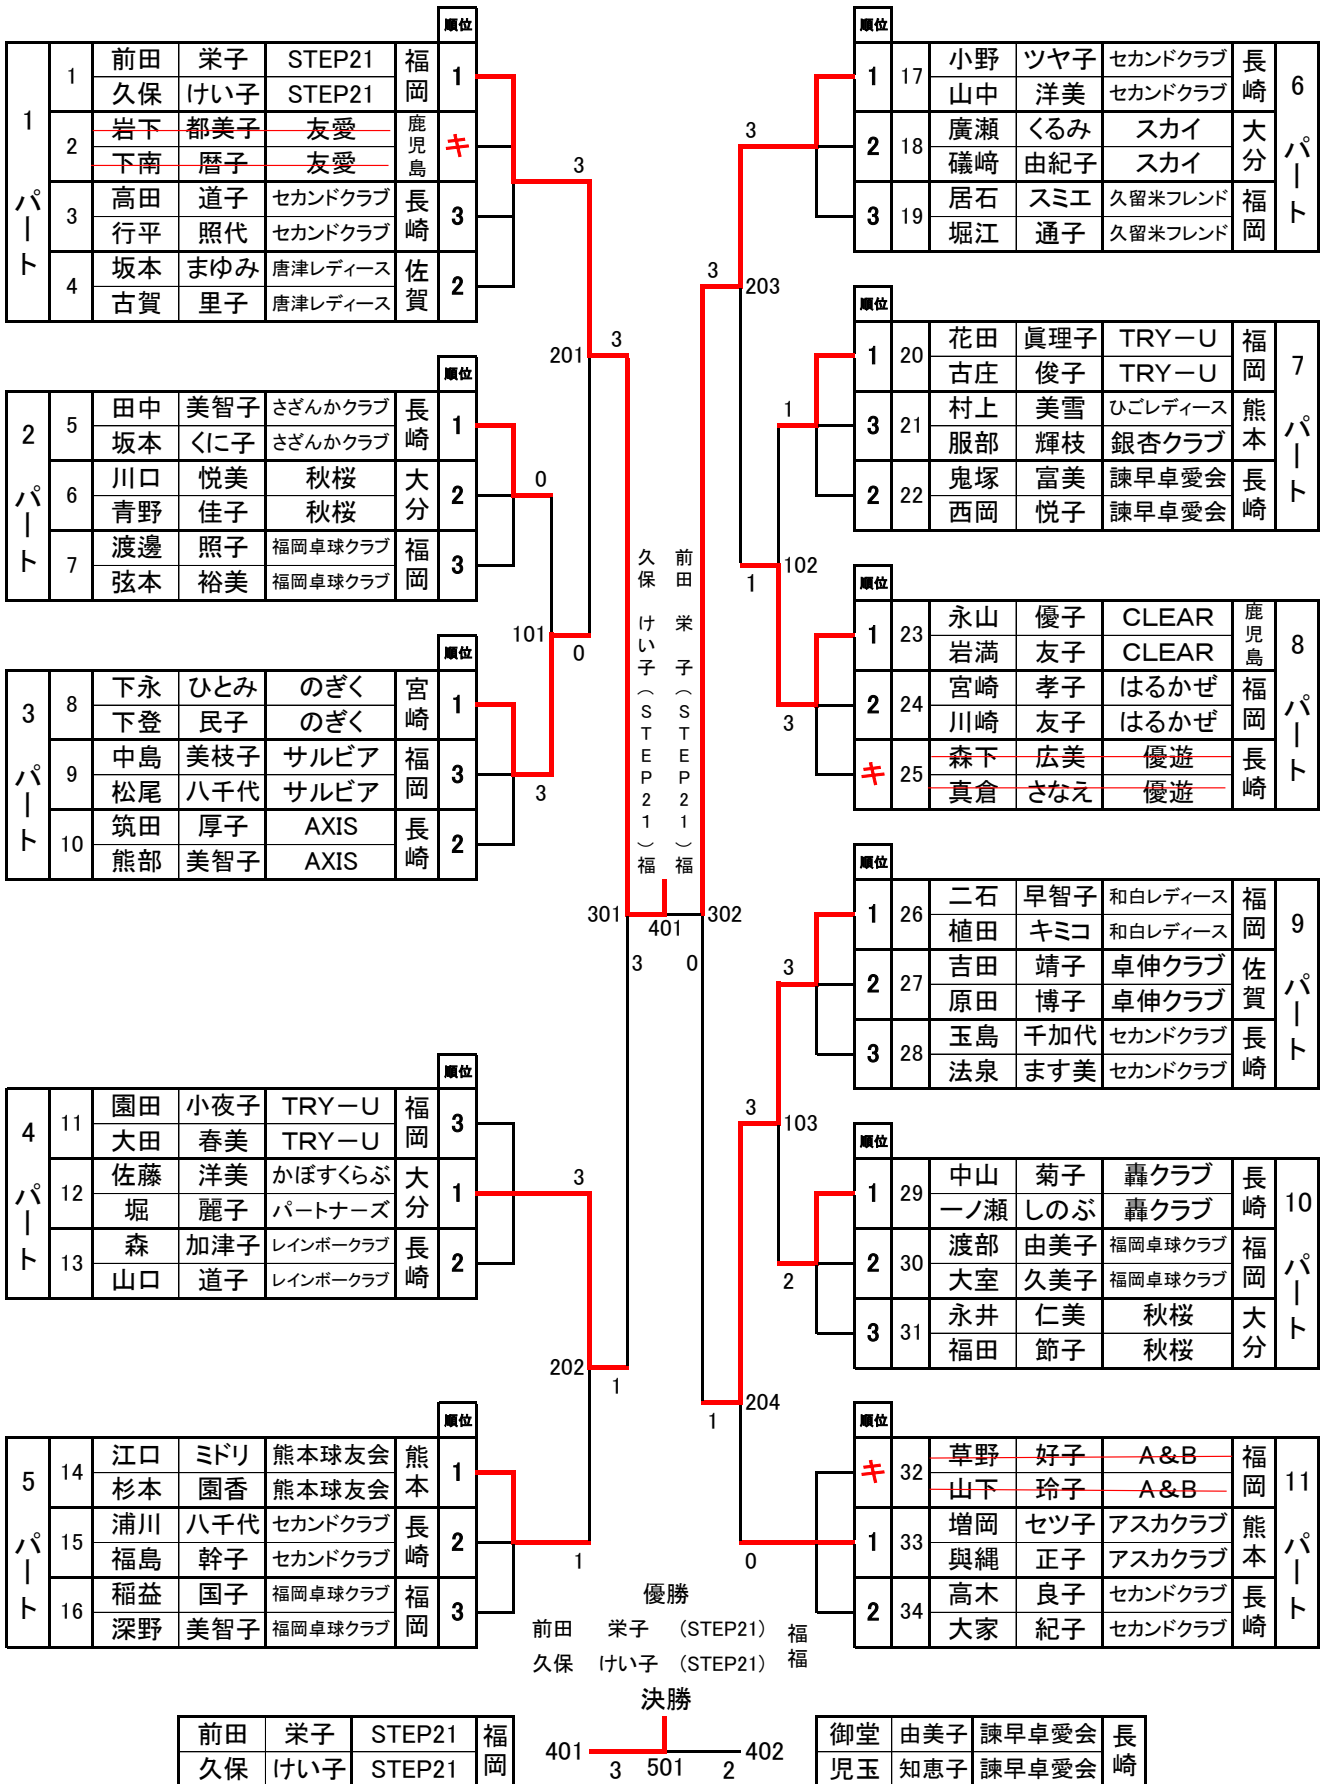 順位
1 パート
1 前田 栄子 STEP21 福岡 1
久保 けい子 STEP21
2 岩下 都美子 友愛 鹿児島 キ
下南 暦子 友愛
3 高田 道子 セカンドクラブ 長崎 3
行平 照代 セカンドクラブ
4 坂本 まゆみ 唐津レディース 佐賀 2
古賀 里子 唐津レディース
順位
2 パート
5 田中 美智子 さざんかクラブ 長崎 1
坂本 くに子 さざんかクラブ
6 川口 悦美 秋桜 大分 2
青野 佳子 秋桜
7 渡邊 照子 福岡卓球クラブ 福岡 3
弦本 裕美 福岡卓球クラブ
順位
3 パート
8 下永 ひとみ のぎく 宮崎 1
下登 民子 のぎく
9 中島 美枝子 サルビア 福岡 3
松尾 八千代 サルビア
10 筑田 厚子 AXIS 長崎 2
熊部 美智子 AXIS
順位
4 パート
11 園田 小夜子 TRY－U 福岡 3
大田 春美 TRY－U
12 佐藤 洋美 かぼすくらぶ 大分 1
堀 麗子 パートナーズ
13 森 加津子 レインボークラブ 長崎 2
山口 道子 レインボークラブ
順位
5 パート
14 江口 ミドリ 熊本球友会 熊本 1
杉本 園香 熊本球友会
15 浦川 八千代 セカンドクラブ 長崎 2
福島 幹子 セカンドクラブ
16 稲益 国子 福岡卓球クラブ 福岡 3
深野 美智子 福岡卓球クラブ
3
201
3
0
101
0
3
3
202
1
1
301
3
401
0
302
久保 けい子（STEP21）福
前田 栄子（STEP21）福
3
3
203
1
1
102
3
3
3
103
2
1
204
0
順位
6 パート
1 17 小野 ツヤ子 セカンドクラブ 長崎
山中 洋美 セカンドクラブ
2 18 廣瀬 くるみ スカイ 大分
礒﨑 由紀子 スカイ
3 19 居石 スミエ 久留米フレンド 福岡
堀江 通子 久留米フレンド
順位
7 パート
1 20 花田 眞理子 TRY－U 福岡
古庄 俊子 TRY－U
3 21 村上 美雪 ひごレディース 熊本
服部 輝枝 銀杏クラブ
2 22 鬼塚 富美 諫早卓愛会 長崎
西岡 悦子 諫早卓愛会
順位
8 パート
1 23 永山 優子 CLEAR 鹿児島
岩満 友子 CLEAR
2 24 宮崎 孝子 はるかぜ 福岡
川崎 友子 はるかぜ
キ 25 森下 広美 優遊 長崎
真倉 さなえ 優遊
順位
9 パート
1 26 二石 早智子 和白レディース 福岡
植田 キミコ 和白レディース
2 27 吉田 靖子 卓伸クラブ 佐賀
原田 博子 卓伸クラブ
3 28 玉島 千加代 セカンドクラブ 長崎
法泉 ます美 セカンドクラブ
順位
10 パート
1 29 中山 菊子 轟クラブ 長崎
一ノ瀬 しのぶ 轟クラブ
2 30 渡部 由美子 福岡卓球クラブ 福岡
大室 久美子 福岡卓球クラブ
3 31 永井 仁美 秋桜 大分
福田 節子 秋桜
順位
11 パート
キ 32 草野 好子 A&B 福岡
山下 玲子 A&B
1 33 増岡 セツ子 アスカクラブ 熊本
與縄 正子 アスカクラブ
2 34 高木 良子 セカンドクラブ 長崎
大家 紀子 セカンドクラブ
優勝
前田 栄子 （STEP21） 福
久保 けい子 （STEP21） 福
決勝
前田 栄子 STEP21 福岡
久保 けい子 STEP21
401 3 501 2 402
御堂 由美子 諫早卓愛会 長崎
児玉 知恵子 諫早卓愛会